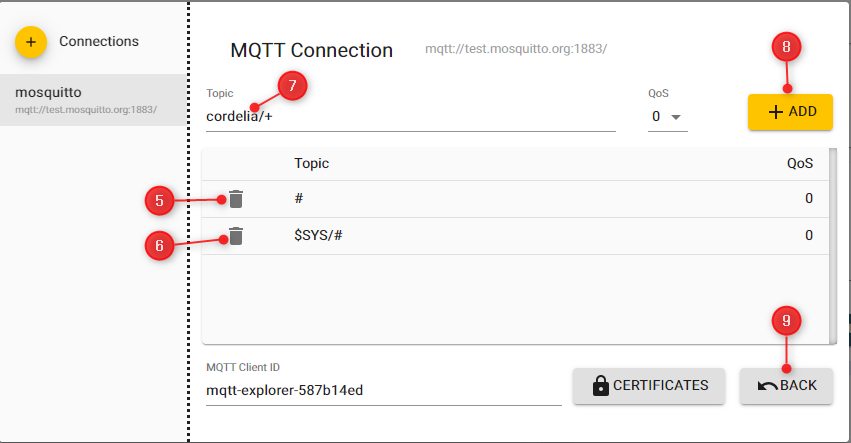 + Connections
mosquitto
mqtt://test.mosquitto.org:1883/
MQTT Connection mqtt://test.mosquitto.org:1883/
8
Topic 7 QoS
cordelia/+ 0 + ADD
Topic QoS
5 # 0
6 $SYS/# 0
9
MQTT Client ID
mqtt-explorer-587b14ed CERTIFICATES BACK